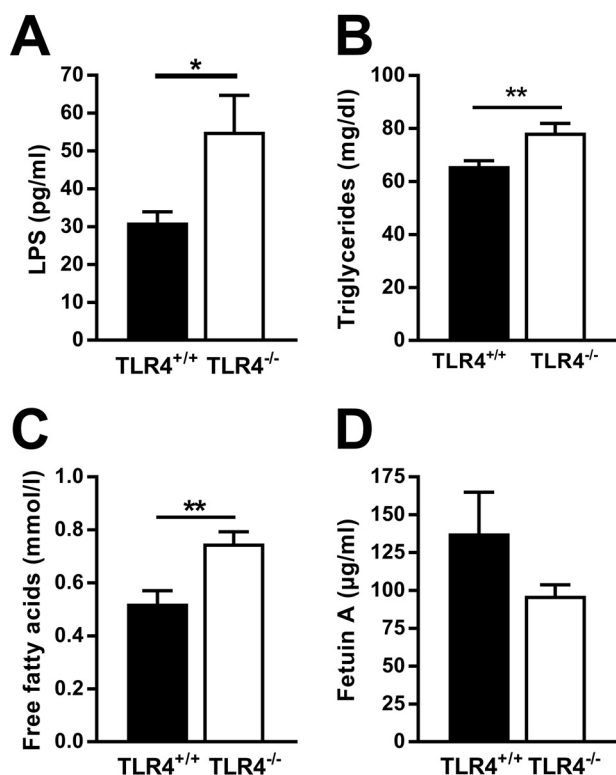 A
LPS (pg/ml)
70
60
50
40
30
20
10
0
*
TLR4+/+ TLR4-/-
B
Triglycerides (mg/dl)
100
80
60
40
20
0
**
TLR4+/+ TLR4-/-
C
Free fatty acids (mmol/l)
1.0
0.8
0.6
0.4
0.2
0.0
**
TLR4+/+ TLR4-/-
D
Fetuin A (µg/ml)
175
150
125
100
75
50
25
0
TLR4+/+ TLR4-/-